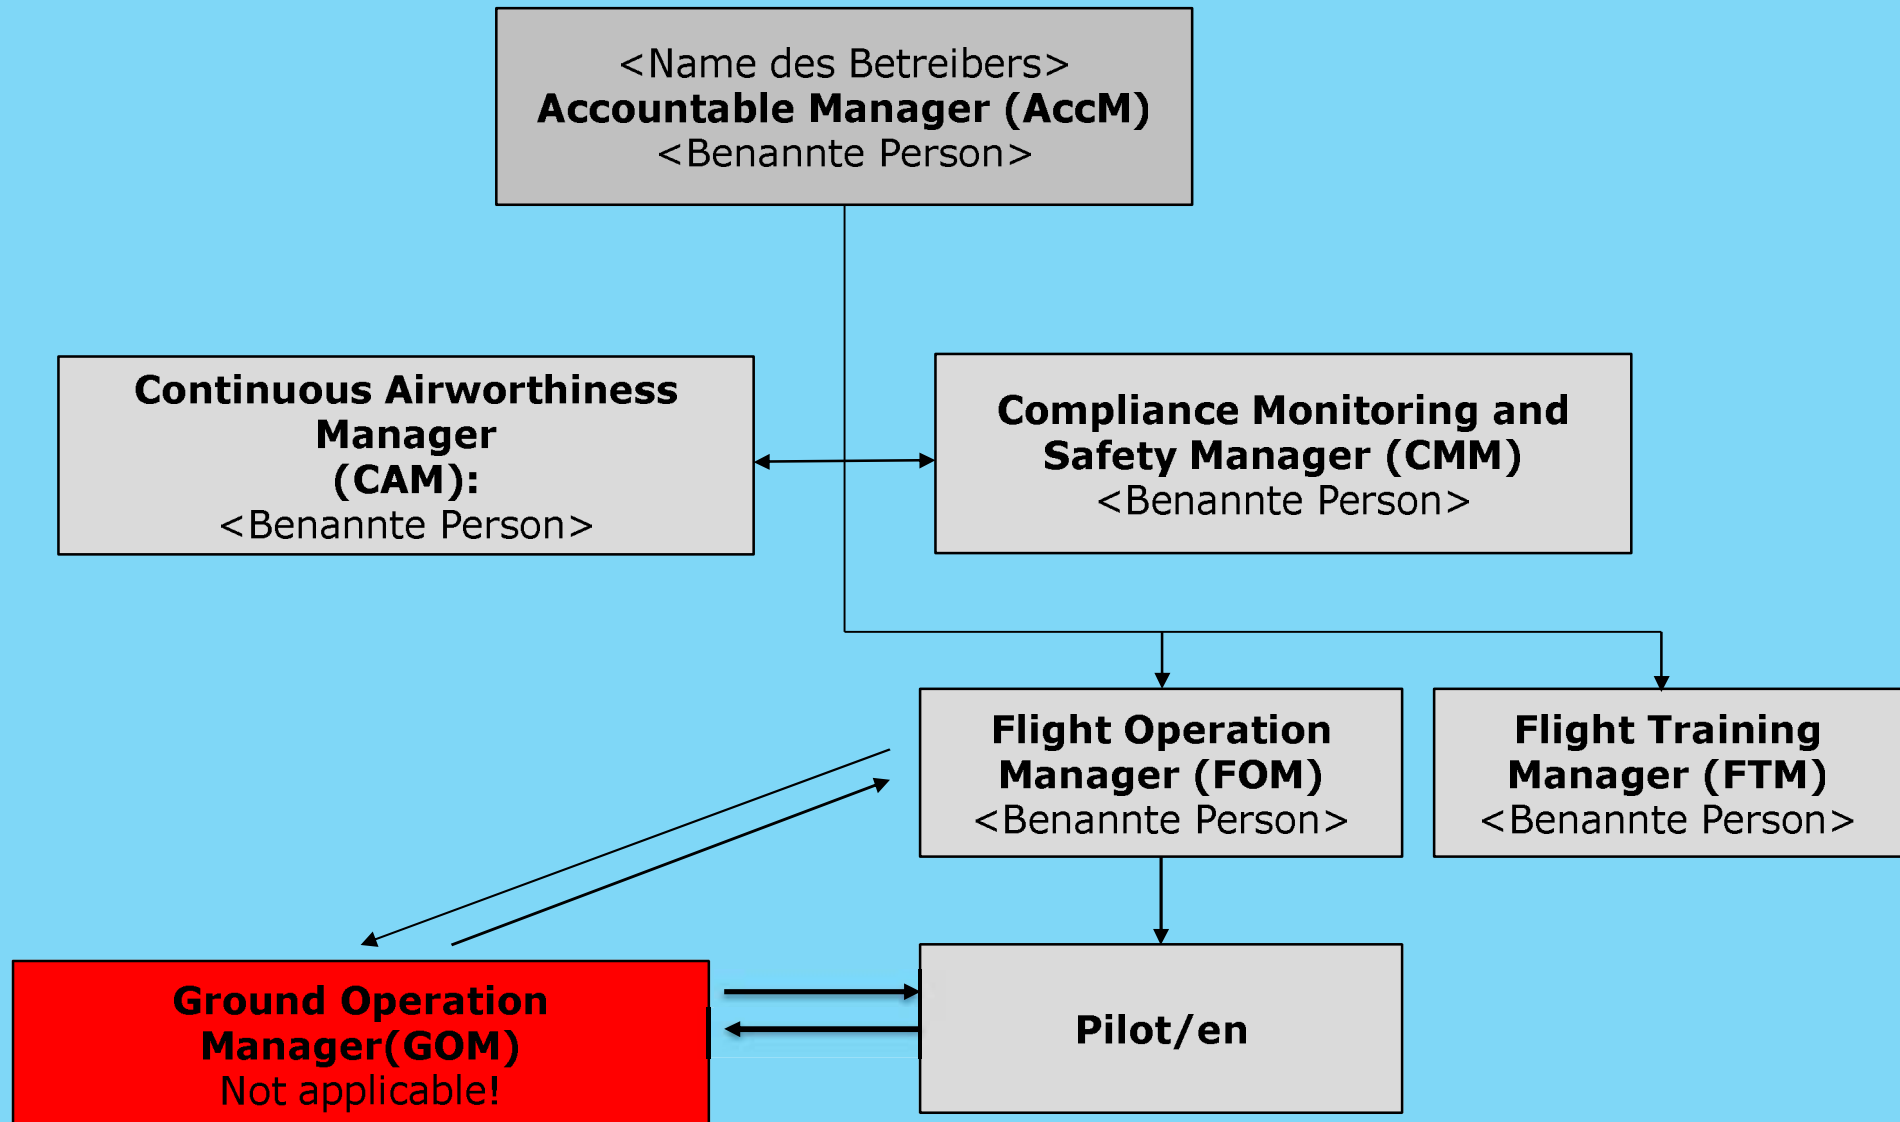 <Name des Betreibers>
Accountable Manager (AccM)
<Benannte Person>
Continuous Airworthiness
Manager
(CAM):
<Benannte Person>
Compliance Monitoring and
Safety Manager (CMM)
<Benannte Person>
Flight Operation
Manager (FOM)
<Benannte Person>
Flight Training
Manager (FTM)
<Benannte Person>
Ground Operation
Manager(GOM)
Not applicable!
Pilot/en